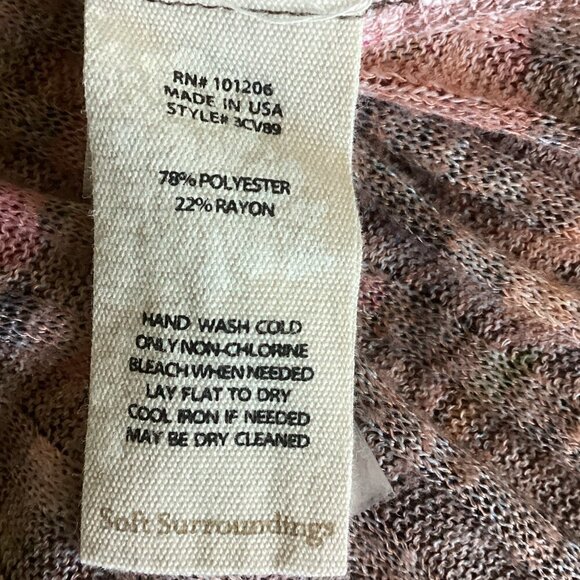 RN# 101206
MADE IN USA
STYLE# 3CV89
78% POLYESTER
22% RAYON
HAND WASH COLD
ONLY NON-CHLORINE
BLEACH WHEN NEEDED
LAY FLAT TO DRY
COOL IRON IF NEEDED
MAY BE DRY CLEANED
Soft Surroundings